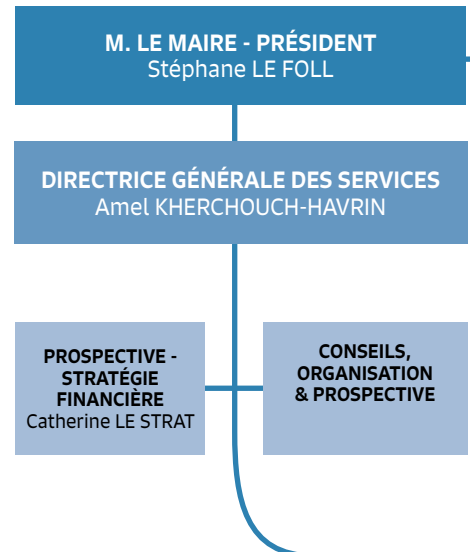 M. LE MAIRE - PRÉSIDENT
Stéphane LE FOLL
DIRECTRICE GÉNÉRALE DES SERVICES
Amel KHERCHOUCH-HAVRIN
PROSPECTIVE -
STRATÉGIE
FINANCIÈRE
Catherine LE STRAT
CONSEILS,
ORGANISATION
& PROSPECTIVE